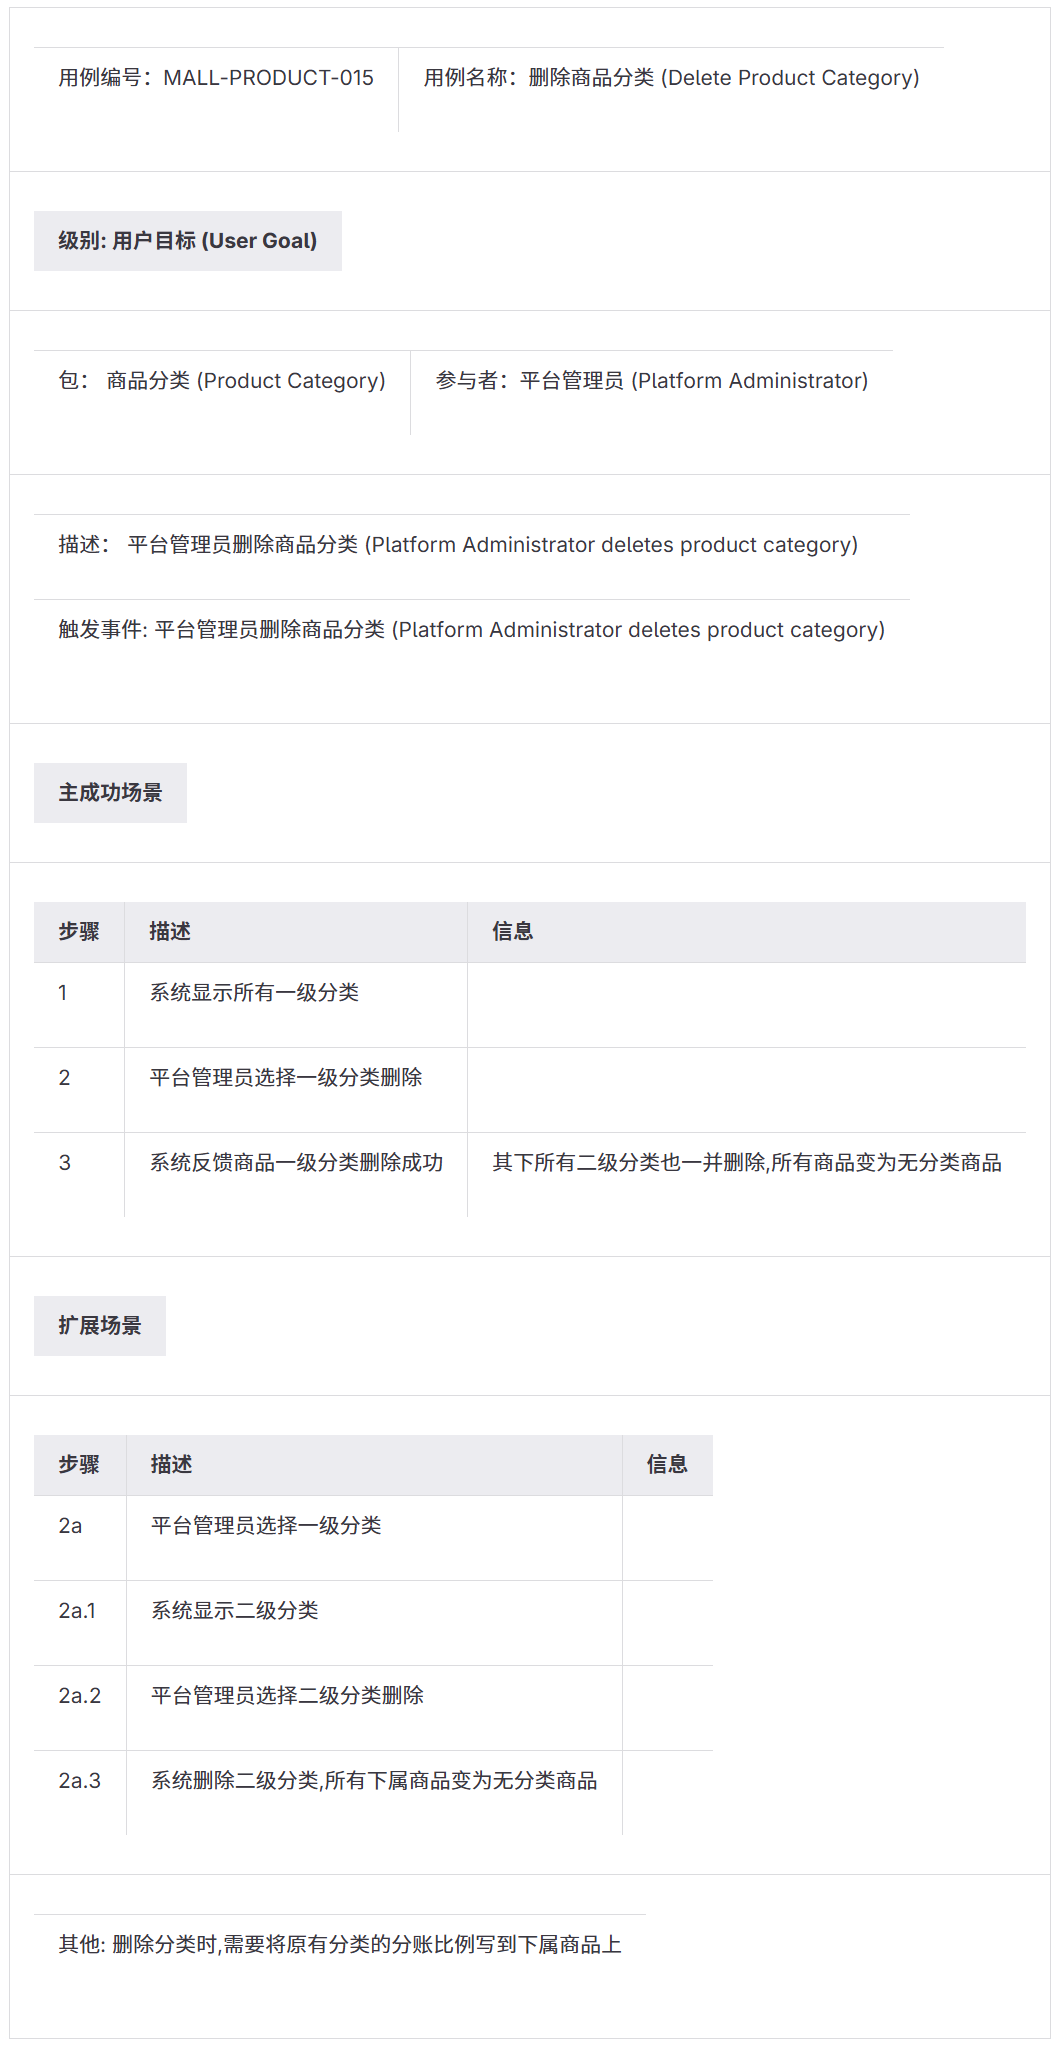 用例编号：MALL-PRODUCT-015 用例名称：删除商品分类 (Delete Product Category)
级别: 用户目标 (User Goal)
包： 商品分类 (Product Category) 参与者：平台管理员 (Platform Administrator)
描述： 平台管理员删除商品分类 (Platform Administrator deletes product category)
触发事件: 平台管理员删除商品分类 (Platform Administrator deletes product category)
主成功场景
步骤 描述 信息
1 系统显示所有一级分类
2 平台管理员选择一级分类删除
3 系统反馈商品一级分类删除成功 其下所有二级分类也一并删除,所有商品变为无分类商品
扩展场景
步骤 描述 信息
2a 平台管理员选择一级分类
2a.1 系统显示二级分类
2a.2 平台管理员选择二级分类删除
2a.3 系统删除二级分类,所有下属商品变为无分类商品
其他: 删除分类时,需要将原有分类的分账比例写到下属商品上